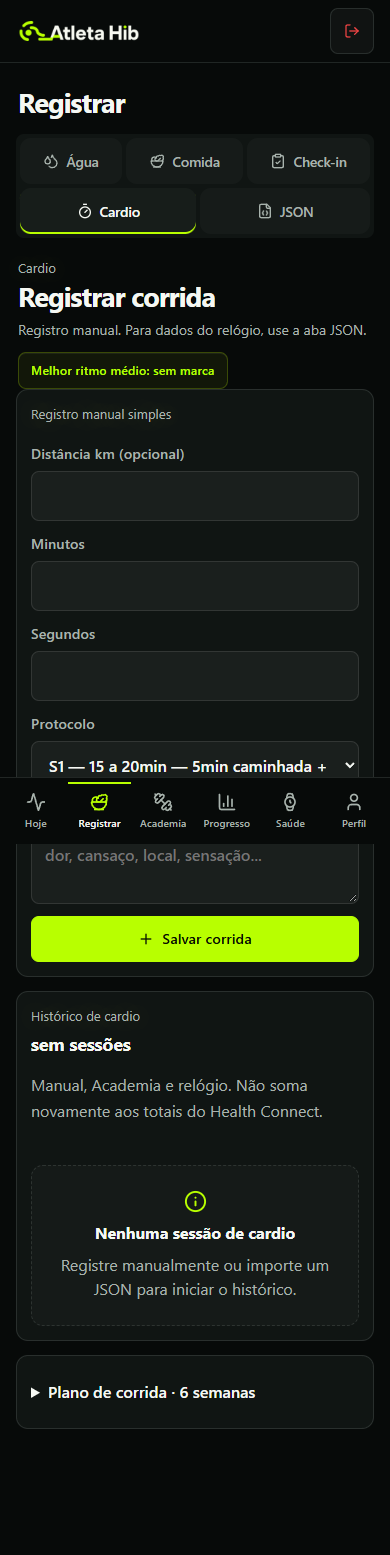 Atleta Hib
Registrar
Água
Comida
Check-in
Cardio
JSON
Cardio
Registrar corrida
Registro manual. Para dados do relógio, use a aba JSON.
Melhor ritmo médio: sem marca
Registro manual simples
Distância km (opcional)
Minutos
Segundos
Protocolo
S1 — 15 a 20min — 5min caminhada +
Hoje
Registrar
Academia
Progresso
Saúde
Perfil
dor, cansaço, local, sensação...
Salvar corrida
Histórico de cardio
sem sessões
Manual, Academia e relógio. Não soma
novamente aos totais do Health Connect.
Nenhuma sessão de cardio
Registre manualmente ou importe um
JSON para iniciar o histórico.
Plano de corrida · 6 semanas